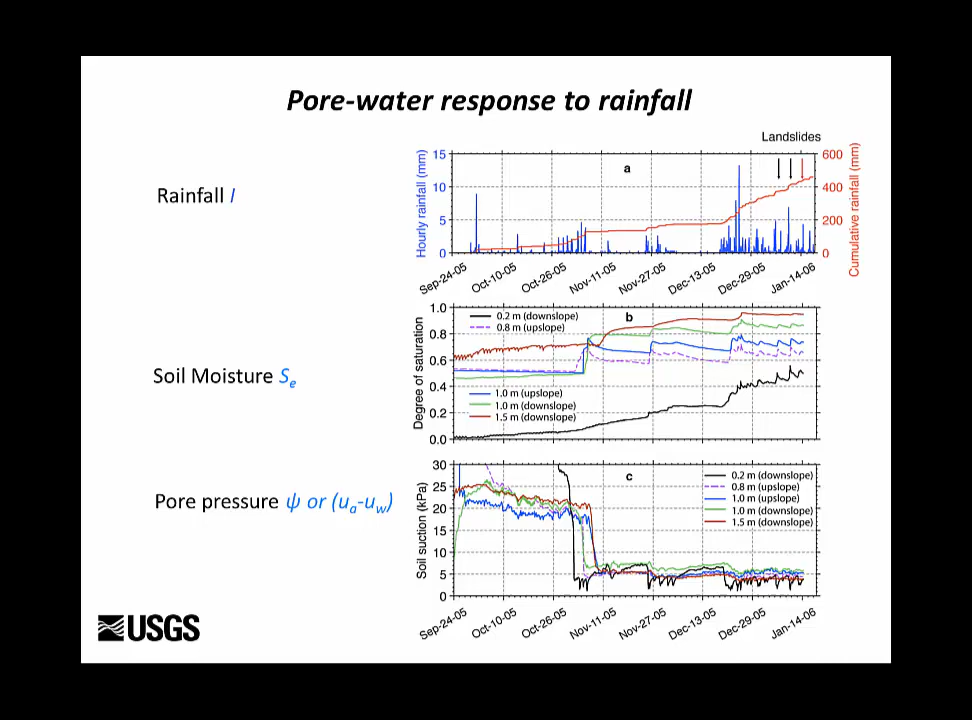 Pore-water response to rainfall
Landslides
Rainfall I
Hourly rainfall (mm)
15
10
5
0
a
600
400
200
0
Cumulative rainfall (mm)
Sep-24-05
Oct-10-05
Oct-26-05
Nov-11-05
Nov-27-05
Dec-13-05
Dec-29-05
Jan-14-06
Soil Moisture Se
Degree of saturation
1.0
0.8
0.6
0.4
0.2
0.0
0.2 m (downslope)
0.8 m (upslope)
b
1.0 m (upslope)
1.0 m (downslope)
1.5 m (downslope)
Pore pressure ψ or (ua-uw)
Soil suction (kPa)
30
25
20
15
10
5
0
c
0.2 m (downslope)
0.8 m (upslope)
1.0 m (upslope)
1.0 m (downslope)
1.5 m (downslope)
Sep-24-05
Oct-10-05
Oct-26-05
Nov-11-05
Nov-27-05
Dec-13-05
Dec-29-05
Jan-14-06
USGS